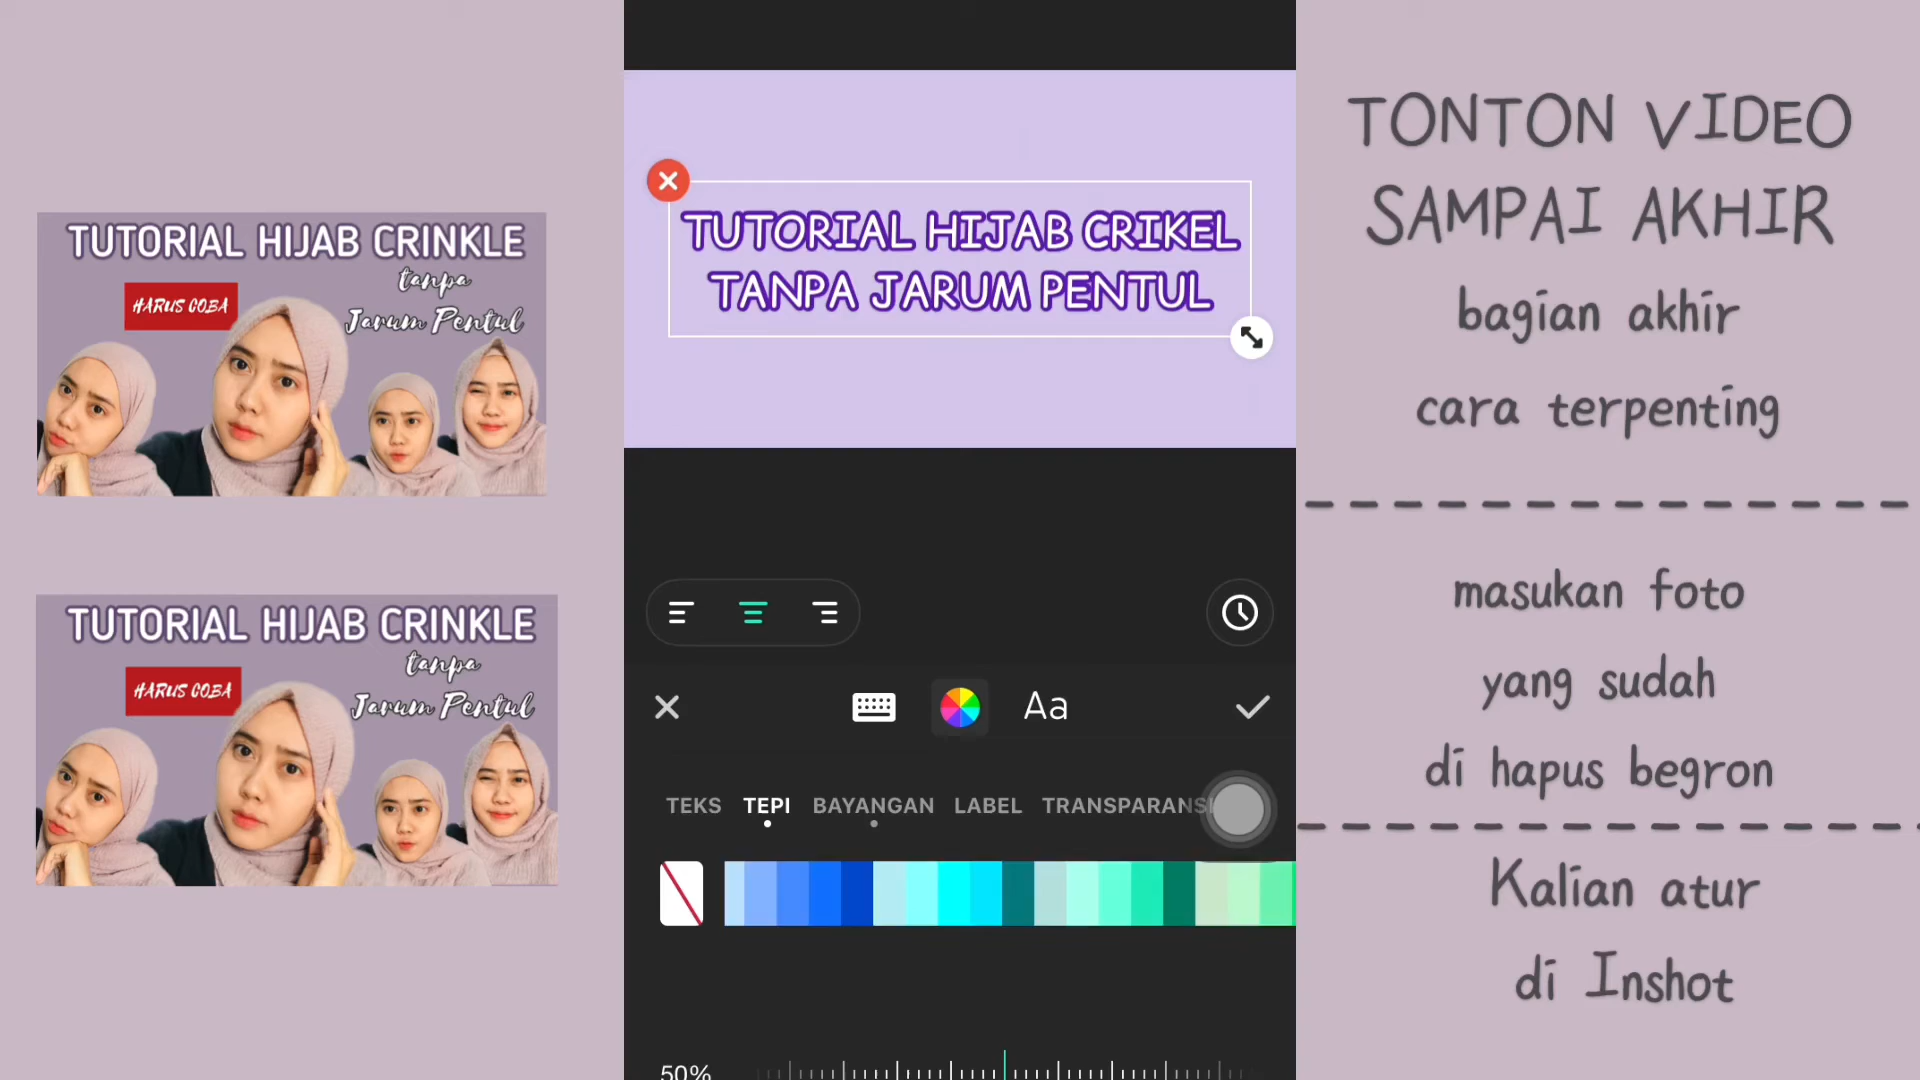 TUTORIAL HIJAB CRINKLE
tanpa
HARUS COBA
Jarum Pentul
TUTORIAL HIJAB CRINKLE
tanpa
HARUS COBA
Jarum Pentul
TUTORIAL HIJAB CRIKEL
TANPA JARUM PENTUL
Aa
TEKS TEPI BAYANGAN LABEL TRANSPARANSI
50%
TONTON VIDEO
SAMPAI AKHIR
bagian akhir
cara terpenting
masukan foto
yang sudah
di hapus begron
Kalian atur
di Inshot